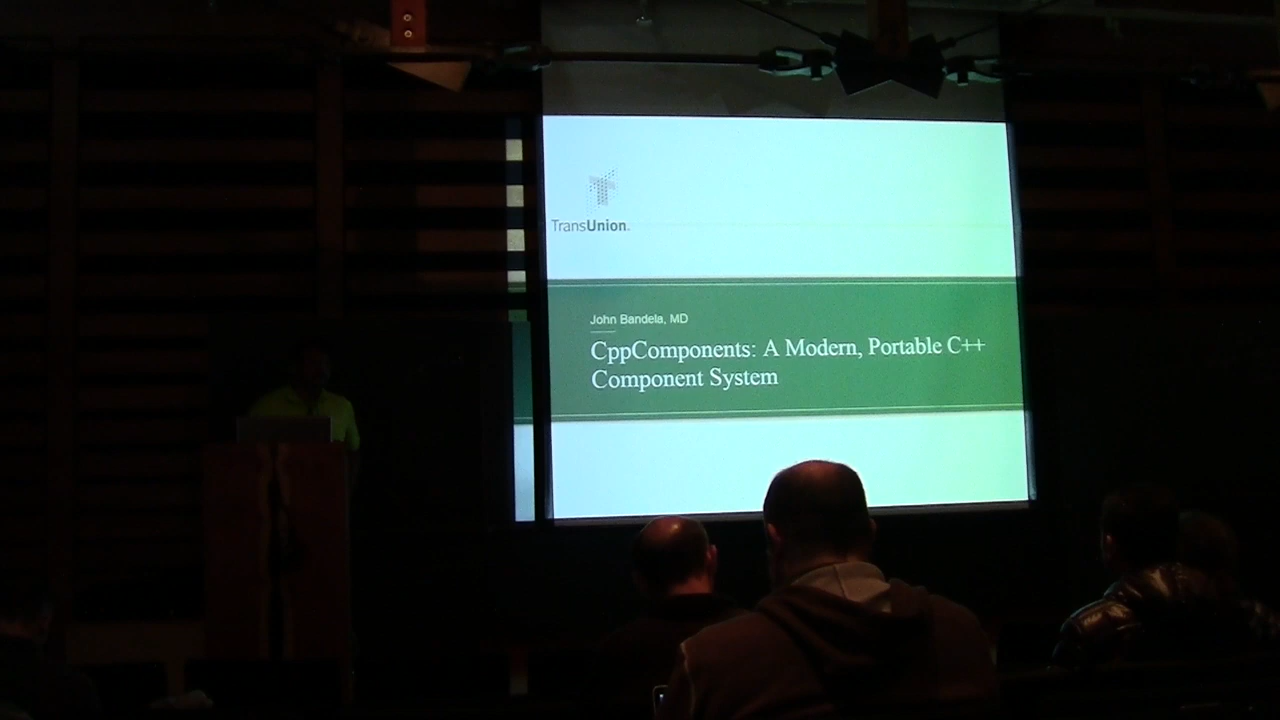 TransUnion.
John Bandela, MD
CppComponents: A Modern, Portable C++
Component System